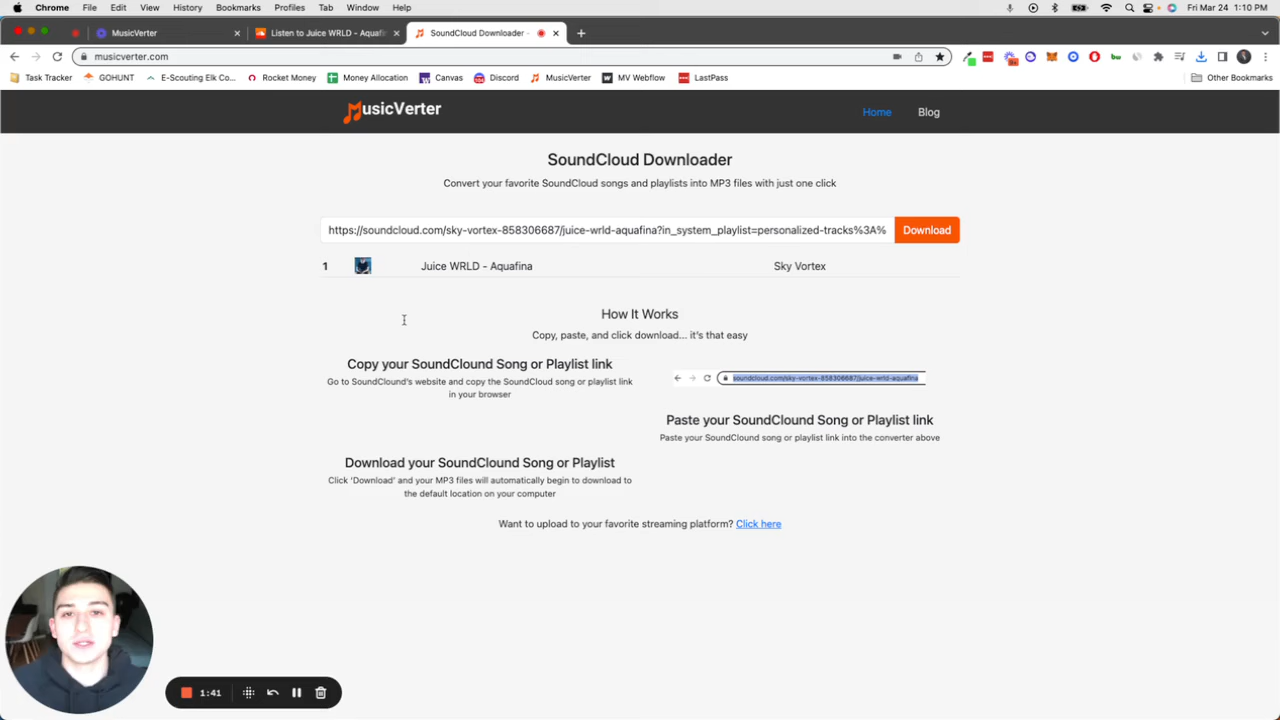 Chrome File Edit View History Bookmarks Profiles Tab Window Help Fri Mar 24 1:10 PM
MusicVerter Listen to Juice WRLD - Aquafi SoundCloud Downloader -
musicverter.com
Task Tracker GOHUNT E-Scouting Elk Co... Rocket Money Money Allocation Canvas Discord MusicVerter MV Webflow LastPass Other Bookmarks
usicVerter Home Blog
SoundCloud Downloader
Convert your favorite SoundCloud songs and playlists into MP3 files with just one click
https://soundcloud.com/sky-vortex-858306687/juice-wrld-aquafina?in_system_playlist=personalized-tracks%3A% Download
1 Juice WRLD - Aquafina Sky Vortex
How It Works
Copy, paste, and click download... it's that easy
Copy your SoundClound Song or Playlist link
Go to SoundClound's website and copy the SoundCloud song or playlist link
in your browser
soundcloud.com/sky-vortex-858306687/juice-wrld-aquafina
Paste your SoundClound Song or Playlist link
Paste your SoundClound song or playlist link into the converter above
Download your SoundClound Song or Playlist
Click 'Download' and your MP3 files will automatically begin to download to
the default location on your computer
Want to upload to your favorite streaming platform? Click here
1:41